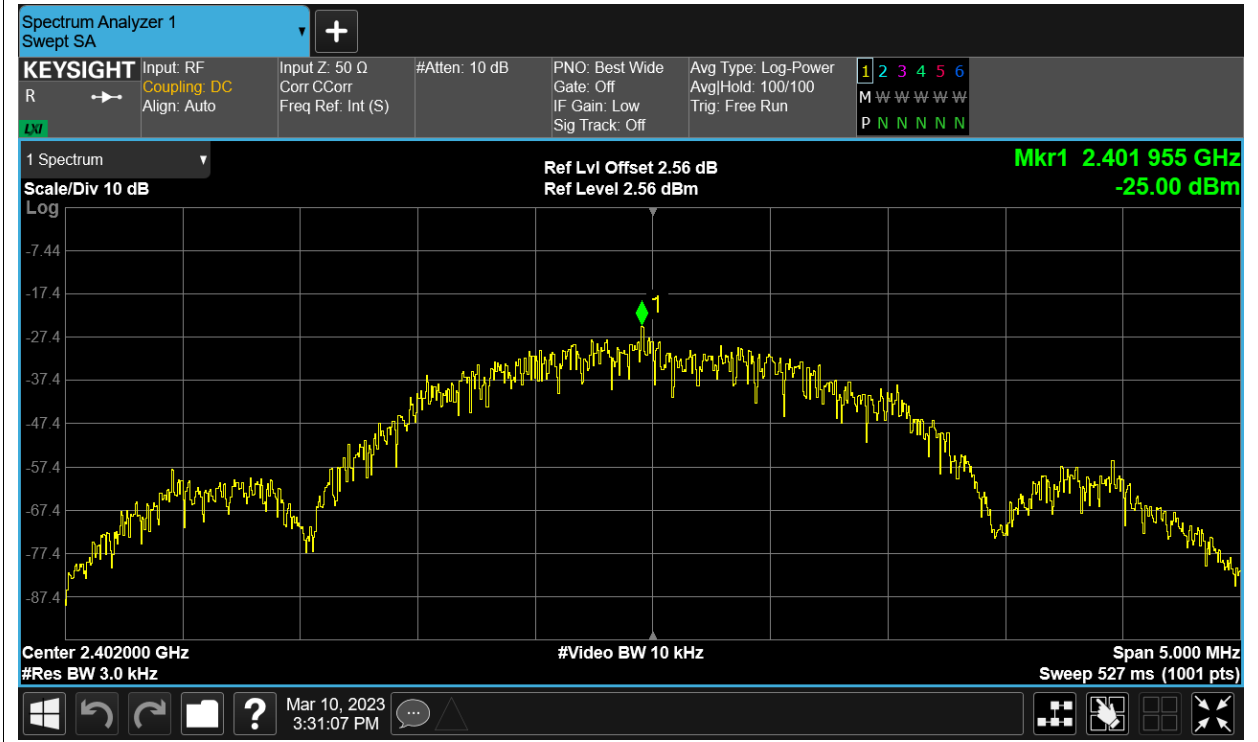 Spectrum Analyzer 1
Swept SA
KEYSIGHT
R
LXI
Input: RF
Coupling: DC
Align: Auto
Input Z: 50 Ω
Corr CCorr
Freq Ref: Int (S)
#Atten: 10 dB
PNO: Best Wide
Gate: Off
IF Gain: Low
Sig Track: Off
Avg Type: Log-Power
Avg|Hold: 100/100
Trig: Free Run
1 2 3 4 5 6
M W W W W W
P N N N N N
1 Spectrum
Scale/Div 10 dB
Log
Ref Lvl Offset 2.56 dB
Ref Level 2.56 dBm
Mkr1 2.401 955 GHz
-25.00 dBm
1
-7.44
-17.4
-27.4
-37.4
-47.4
-57.4
-67.4
-77.4
-87.4
Center 2.402000 GHz
#Video BW 10 kHz
Span 5.000 MHz
#Res BW 3.0 kHz
Sweep 527 ms (1001 pts)
?
Mar 10, 2023
3:31:07 PM